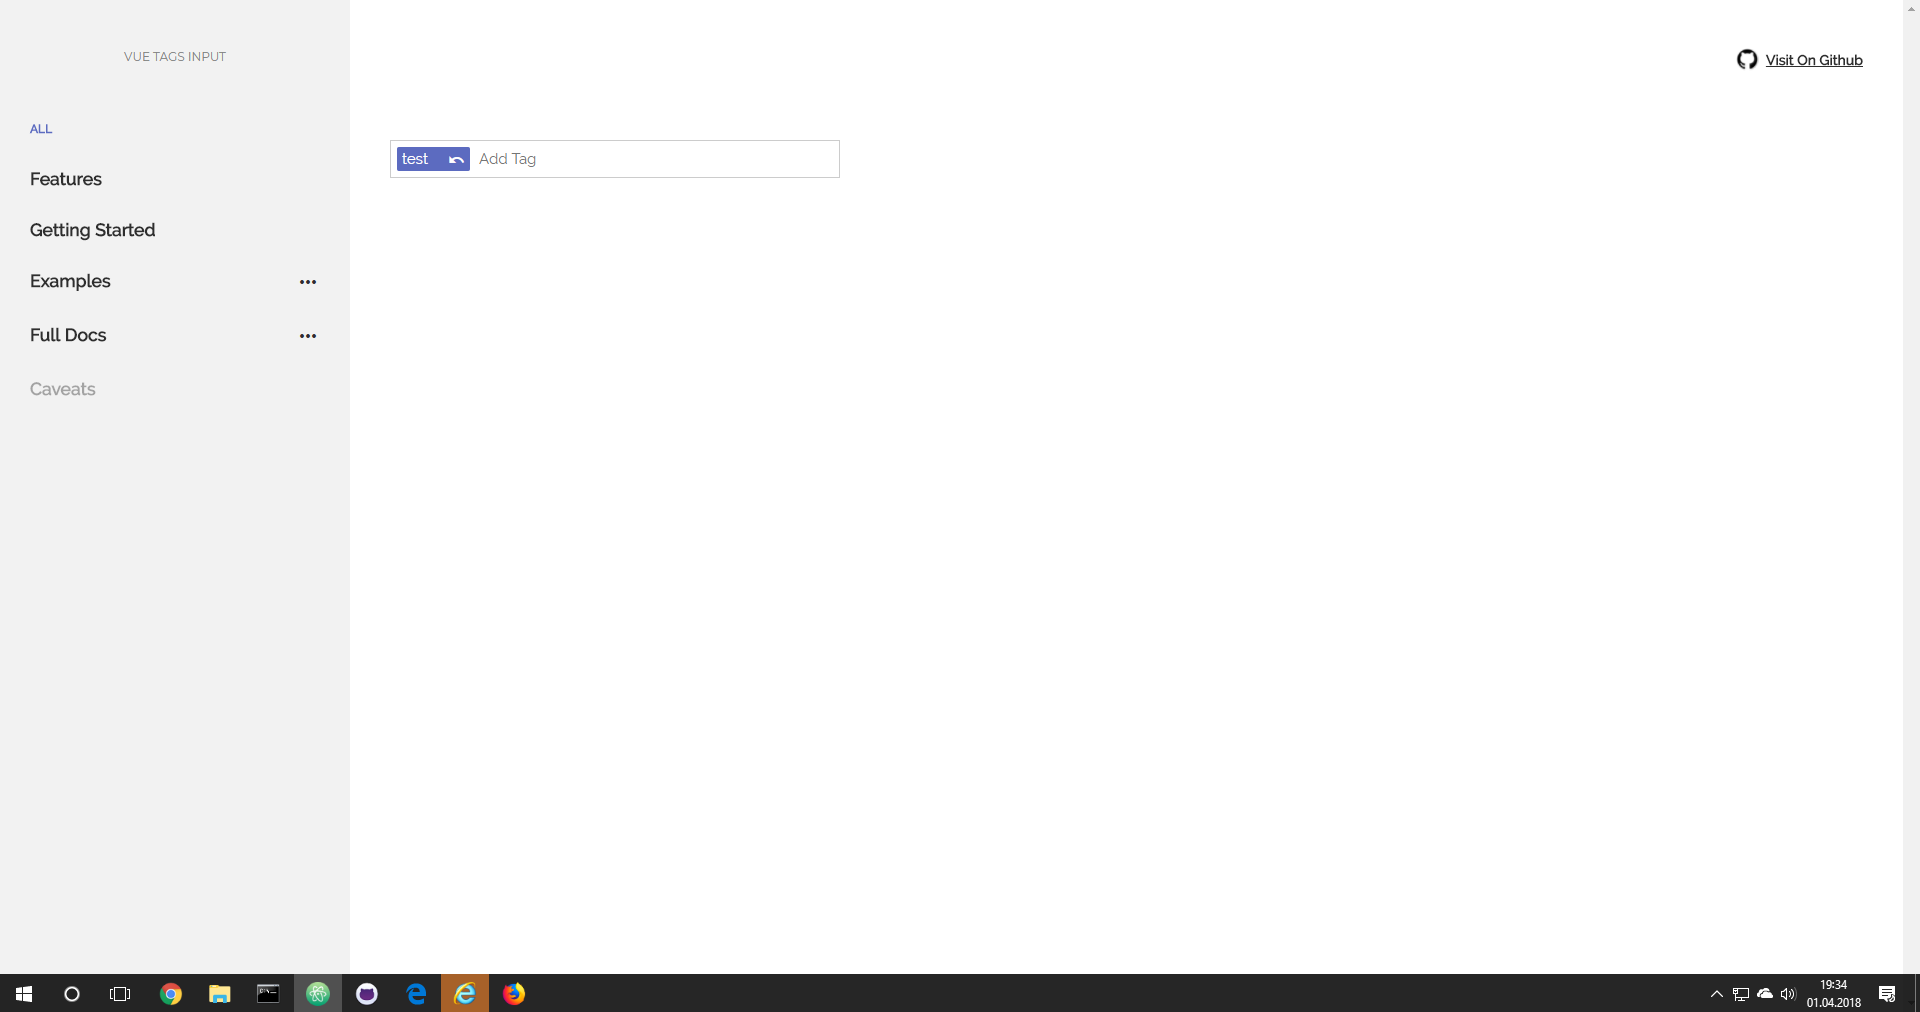 VUE TAGS INPUT
Visit On Github
ALL
Features
Getting Started
Examples
Full Docs
Caveats
test
Add Tag
19:34
01.04.2018